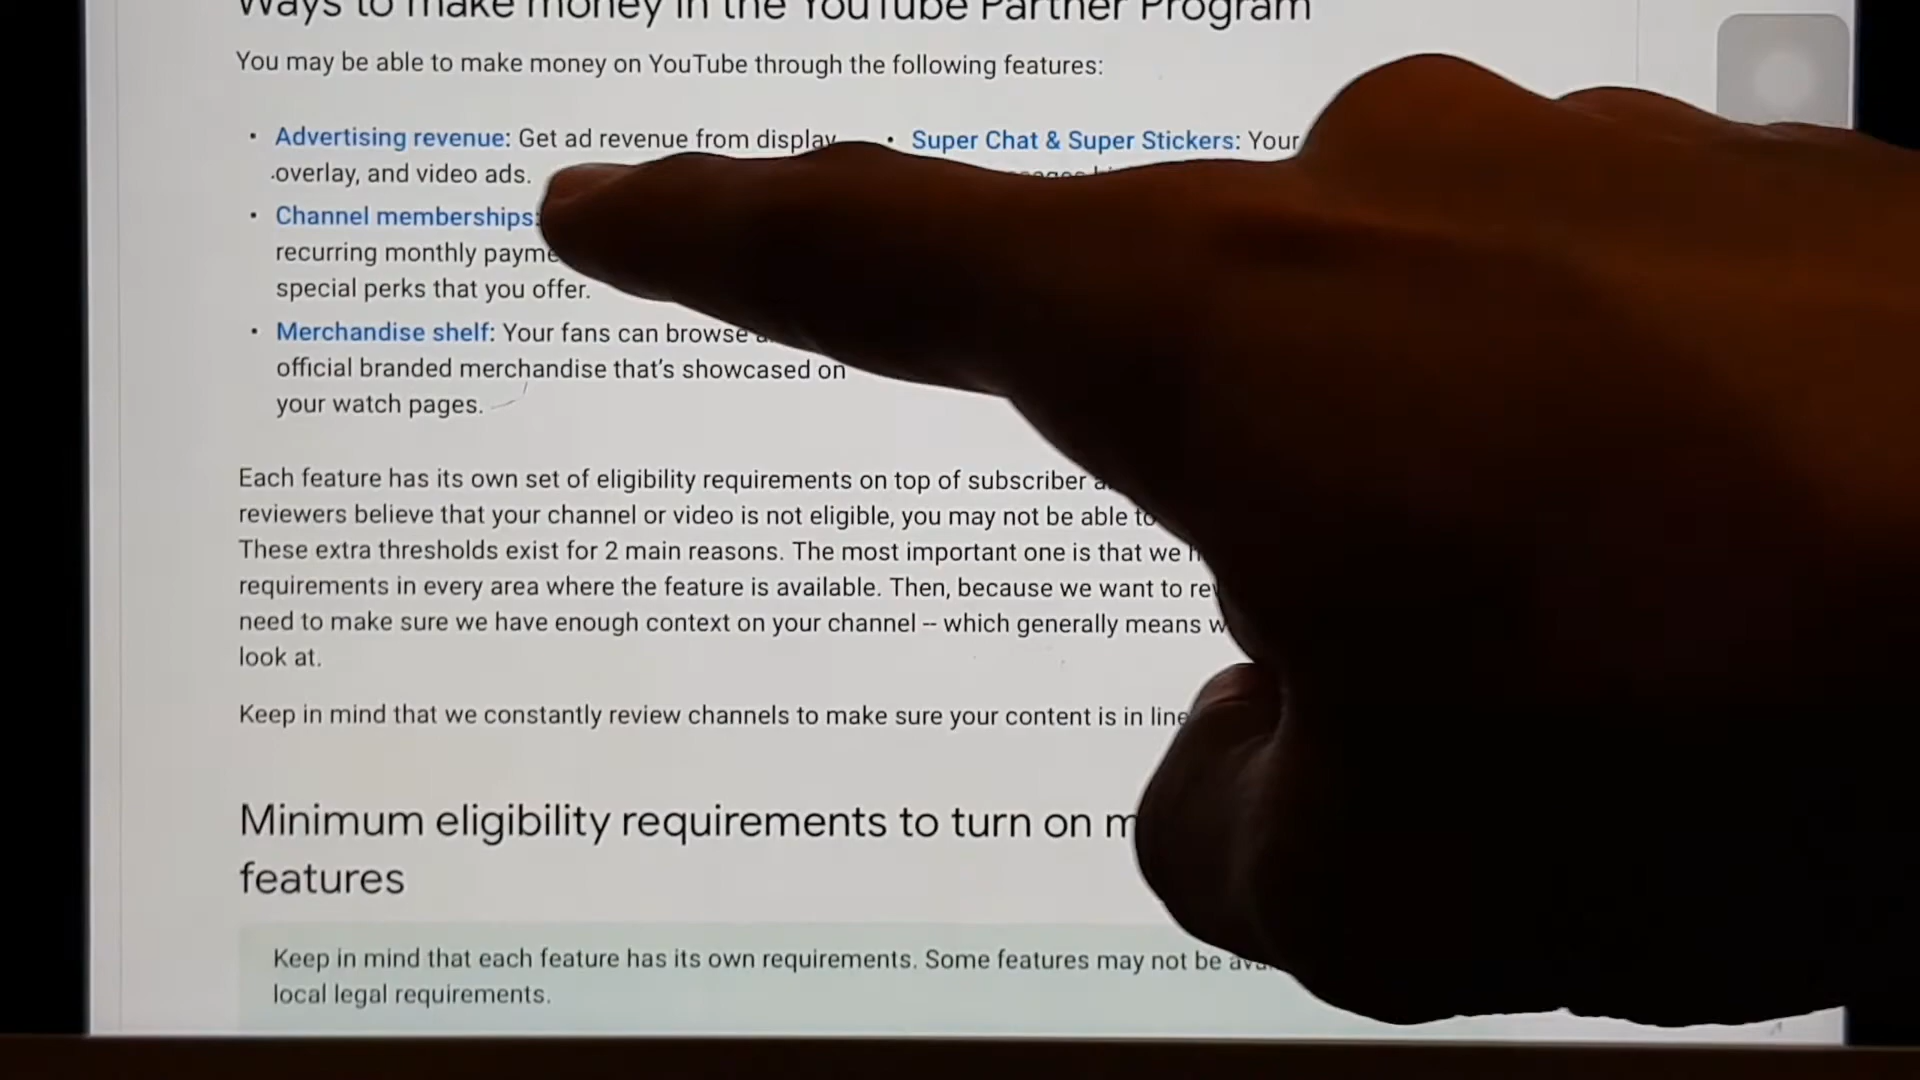 Ways to make money in the YouTube Partner Program
You may be able to make money on YouTube through the following features:
• Advertising revenue: Get ad revenue from display,
overlay, and video ads.
• Channel memberships:
recurring monthly
special perks that you offer.
• Merchandise shelf: Your fans can browse
official branded merchandise that's showcased on
your watch pages.
• Super Chat & Super Stickers: Your
Each feature has its own set of eligibility requirements on top of subscriber
reviewers believe that your channel or video is not eligible, you may not be able to
These extra thresholds exist for 2 main reasons. The most important one is that we
requirements in every area where the feature is available. Then, because we want to
need to make sure we have enough context on your channel -- which generally means
look at.
Keep in mind that we constantly review channels to make sure your content is in line
Minimum eligibility requirements to turn on
features
Keep in mind that each feature has its own requirements. Some features may not be
local legal requirements.